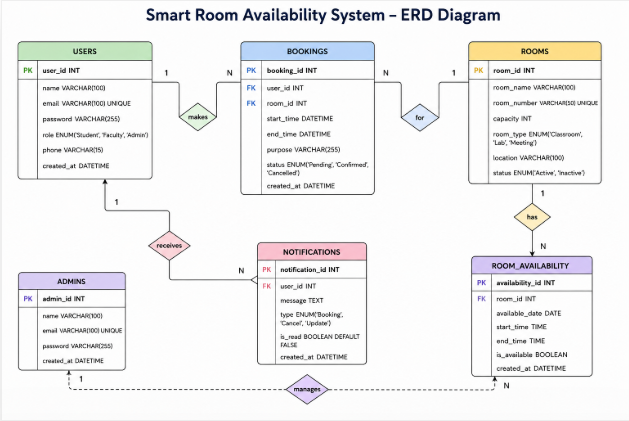 Smart Room Availability System – ERD Diagram
USERS
PK user_id INT
name VARCHAR(100)
email VARCHAR(100) UNIQUE
password VARCHAR(255)
role ENUM('Student', 'Faculty', 'Admin')
phone VARCHAR(15)
created_at DATETIME
1
makes
N
BOOKINGS
PK booking_id INT
FK user_id INT
FK room_id INT
start_time DATETIME
end_time DATETIME
purpose VARCHAR(255)
status ENUM('Pending', 'Confirmed',
'Cancelled')
created_at DATETIME
N
for
1
ROOMS
PK room_id INT
room_name VARCHAR(100)
room_number VARCHAR(50) UNIQUE
capacity INT
room_type ENUM('Classroom',
'Lab', 'Meeting')
location VARCHAR(100)
status ENUM('Active', 'Inactive')
1
has
N
1
receives
N
NOTIFICATIONS
PK notification_id INT
FK user_id INT
message TEXT
type ENUM('Booking',
'Cancel', 'Update')
is_read BOOLEAN DEFAULT
FALSE
created_at DATETIME
ROOM_AVAILABILITY
PK availability_id INT
FK room_id INT
available_date DATE
start_time TIME
end_time TIME
is_available BOOLEAN
created_at DATETIME
ADMINS
PK admin_id INT
name VARCHAR(100)
email VARCHAR(100) UNIQUE
password VARCHAR(255)
created_at DATETIME
1
manages
N